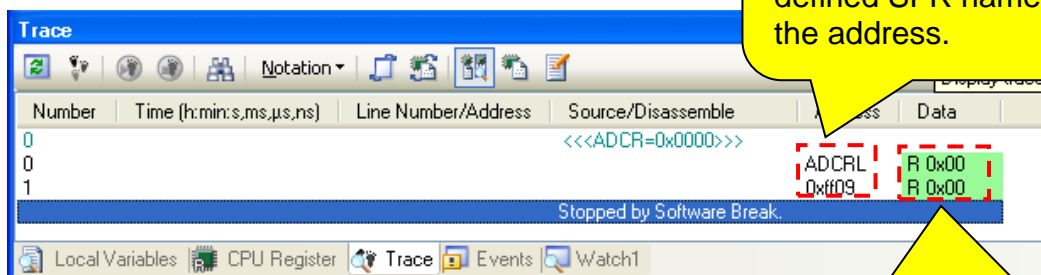 defined SFR name
the address.
Trace
Notation
Number Time (h:min:s,ms,µs,ns) Line Number/Address Source/Disassemble Data
0 <<<ADCR=0x0000>>>
0 ADCRL R 0x00
1 0xff09 R 0x00
Stopped by Software Break.
Local Variables CPU Register Trace Events Watch1